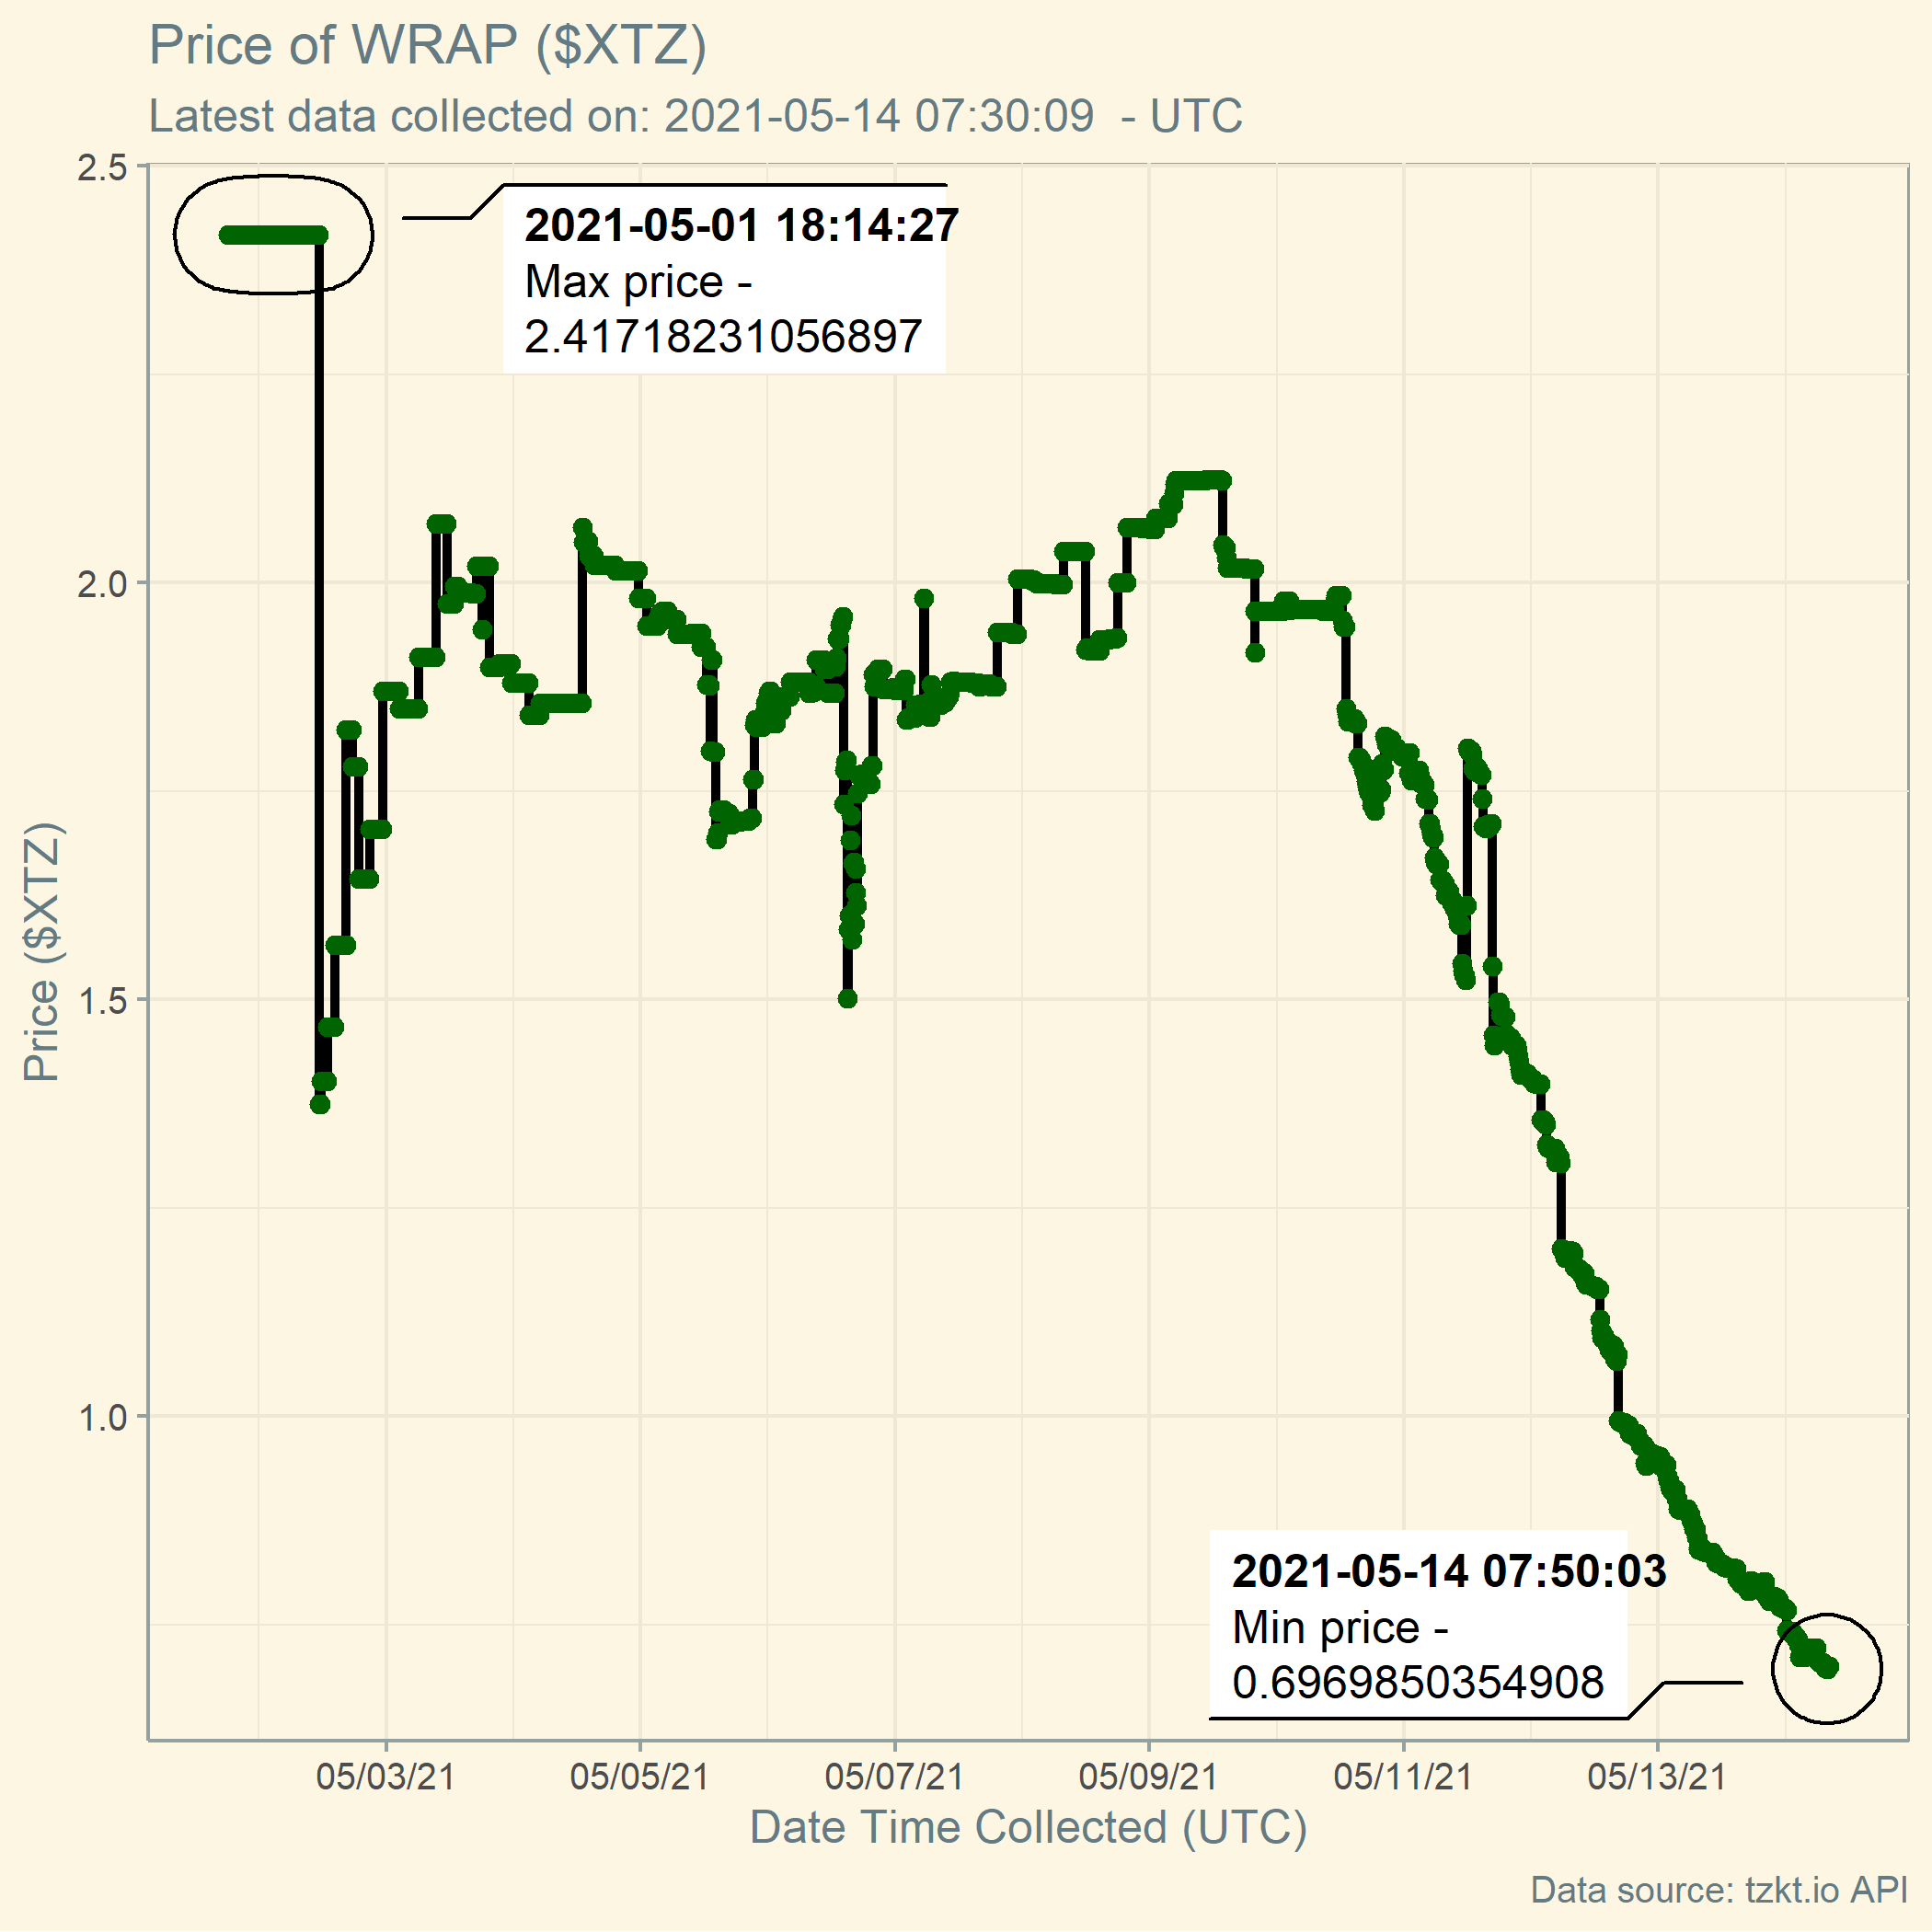 Price of WRAP ($XTZ)
Latest data collected on: 2021-05-14 07:30:09  - UTC
2.5
2021-05-01 18:14:27
Max price -
2.41718231056897
2.0
Price ($XTZ)
1.5
1.0
2021-05-14 07:50:03
Min price -
0.6969850354908
05/03/21 05/05/21 05/07/21 05/09/21 05/11/21 05/13/21
Date Time Collected (UTC)
Data source: tzkt.io API